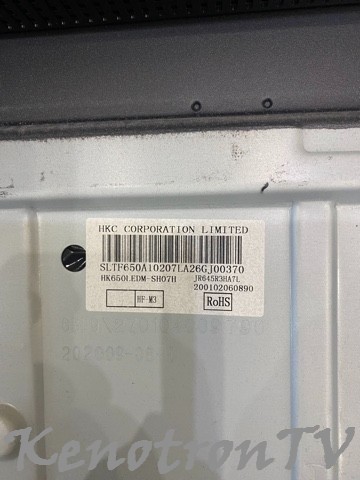 HKC CORPORATION LIMITED
SLTF650A10207LA26GJ00370
HK650LEDM-SH07H JR645R3HA7L
200102060890
HF-M3 RoHS
KenotronTV